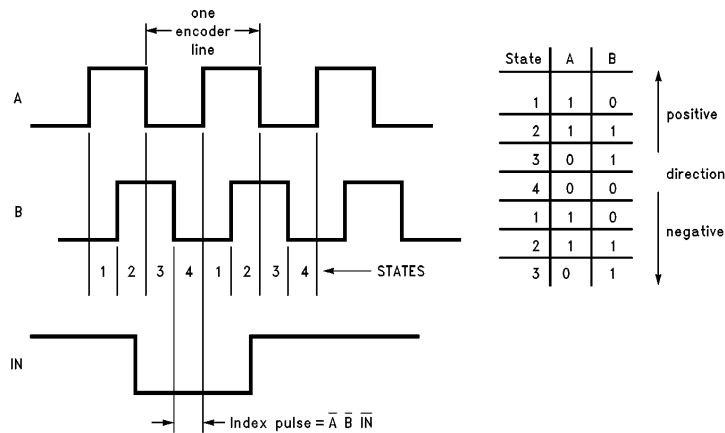 one
encoder
line
A
B
1 2 3 4 1 2 3 4 STATES
IN
Index pulse = A̅ B̅ I̅N̅
State A B
1 1 0
2 1 1
3 0 1
4 0 0
1 1 0
2 1 1
3 0 1
positive
direction
negative